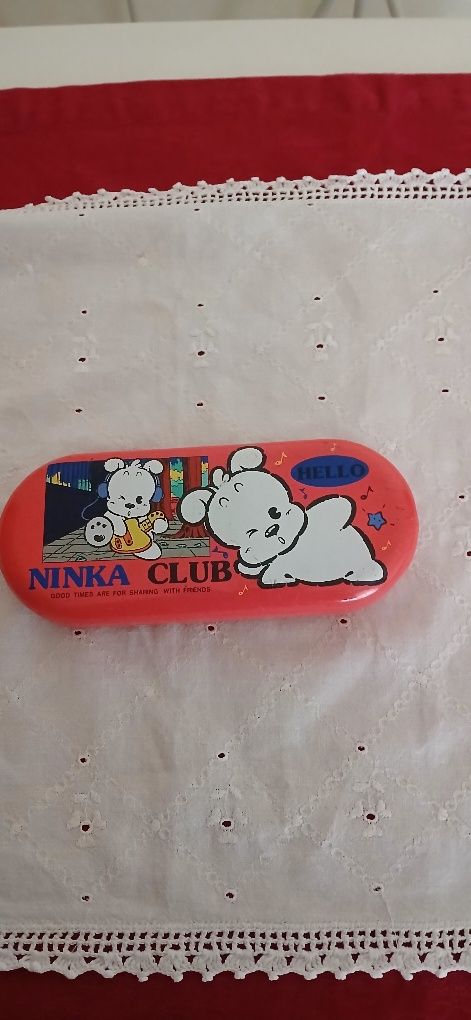 HELLO
NINKA CLUB
GOOD TIMES ARE FOR SHARING WITH FRIENDS